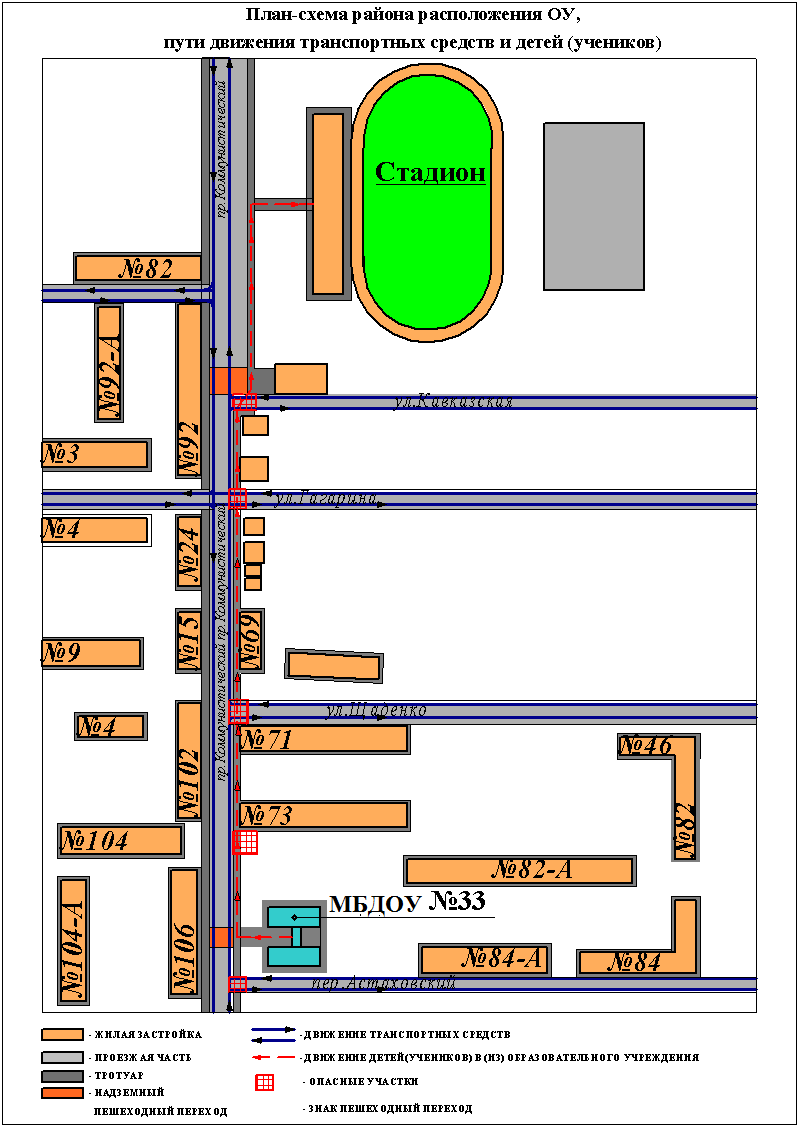 План-схема района расположения ОУ,
пути движения транспортных средств и детей (учеников)
пр.Коммунистический
Стадион
№82
№92-А
№92
ул.Кавказская
№3
ул.Гагарина
№4
№24
пр.Коммунистический
№15
№69
№9
ул.Щаденко
пр.Коммунистический
№4
№102
№71
№46
№82
№73
№104
№82-А
№104-А
№106
МБДОУ №33
№84-А
№84
пер.Астаховский
- ЖИЛАЯ ЗАСТРОЙКА
- ДВИЖЕНИЕ ТРАНСПОРТНЫХ СРЕДСТВ
- ПРОЕЗЖАЯ ЧАСТЬ
- ДВИЖЕНИЕ ДЕТЕЙ(УЧЕНИКОВ) В (ИЗ) ОБРАЗОВАТЕЛЬНОГО УЧРЕЖДЕНИЯ
- ТРОТУАР
- ОПАСНЫЕ УЧАСТКИ
- НАДЗЕМНЫЙ
ПЕШЕХОДНЫЙ ПЕРЕХОД
- ЗНАК ПЕШЕХОДНЫЙ ПЕРЕХОД